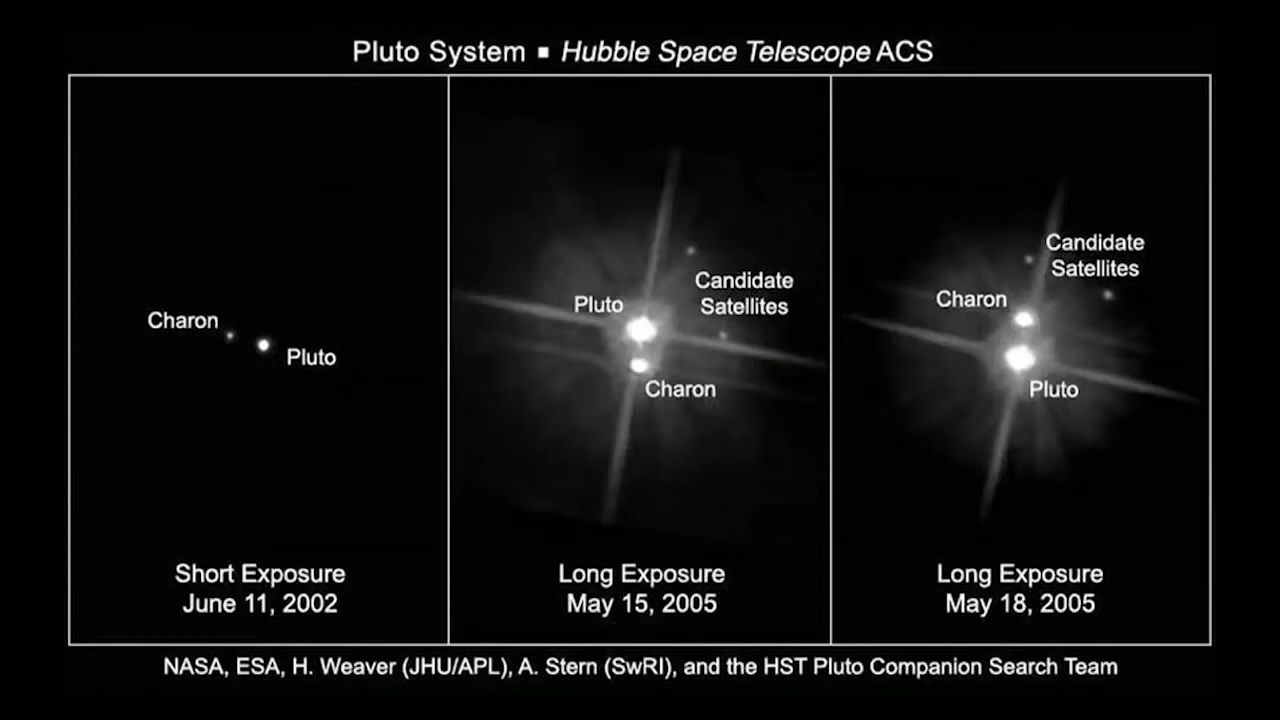 Pluto System ▪ Hubble Space Telescope ACS
Charon
Pluto
Short Exposure
June 11, 2002
Candidate
Satellites
Pluto
Charon
Long Exposure
May 15, 2005
Candidate
Satellites
Charon
Pluto
Long Exposure
May 18, 2005
NASA, ESA, H. Weaver (JHU/APL), A. Stern (SwRI), and the HST Pluto Companion Search Team